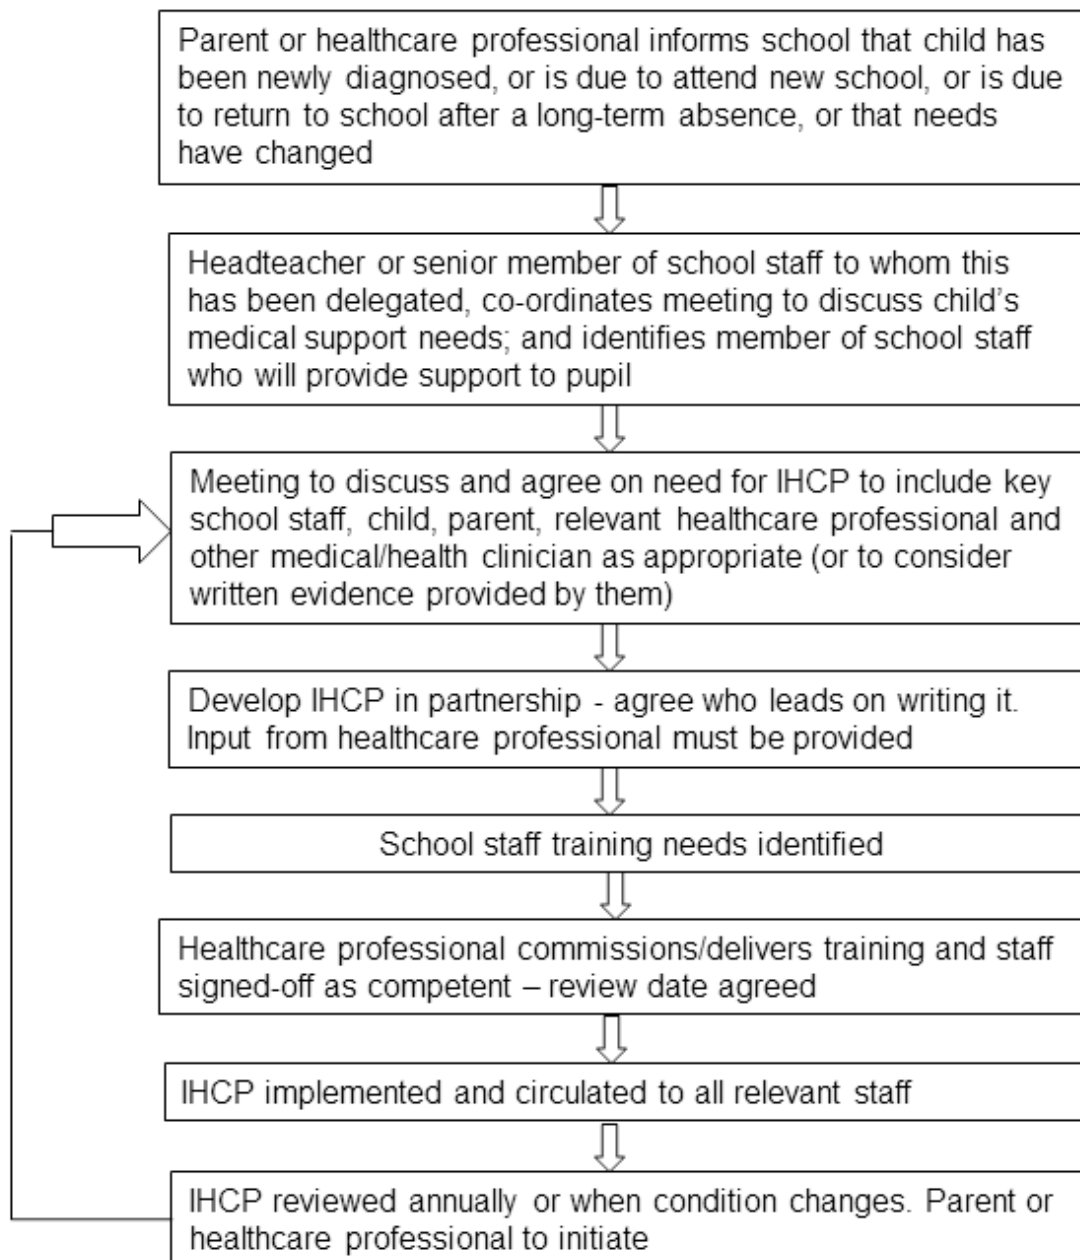 Parent or healthcare professional informs school that child has
been newly diagnosed, or is due to attend new school, or is due
to return to school after a long-term absence, or that needs
have changed
Headteacher or senior member of school staff to whom this
has been delegated, co-ordinates meeting to discuss child’s
medical support needs; and identifies member of school staff
who will provide support to pupil
Meeting to discuss and agree on need for IHCP to include key
school staff, child, parent, relevant healthcare professional and
other medical/health clinician as appropriate (or to consider
written evidence provided by them)
Develop IHCP in partnership - agree who leads on writing it.
Input from healthcare professional must be provided
School staff training needs identified
Healthcare professional commissions/delivers training and staff
signed-off as competent – review date agreed
IHCP implemented and circulated to all relevant staff
IHCP reviewed annually or when condition changes. Parent or
healthcare professional to initiate